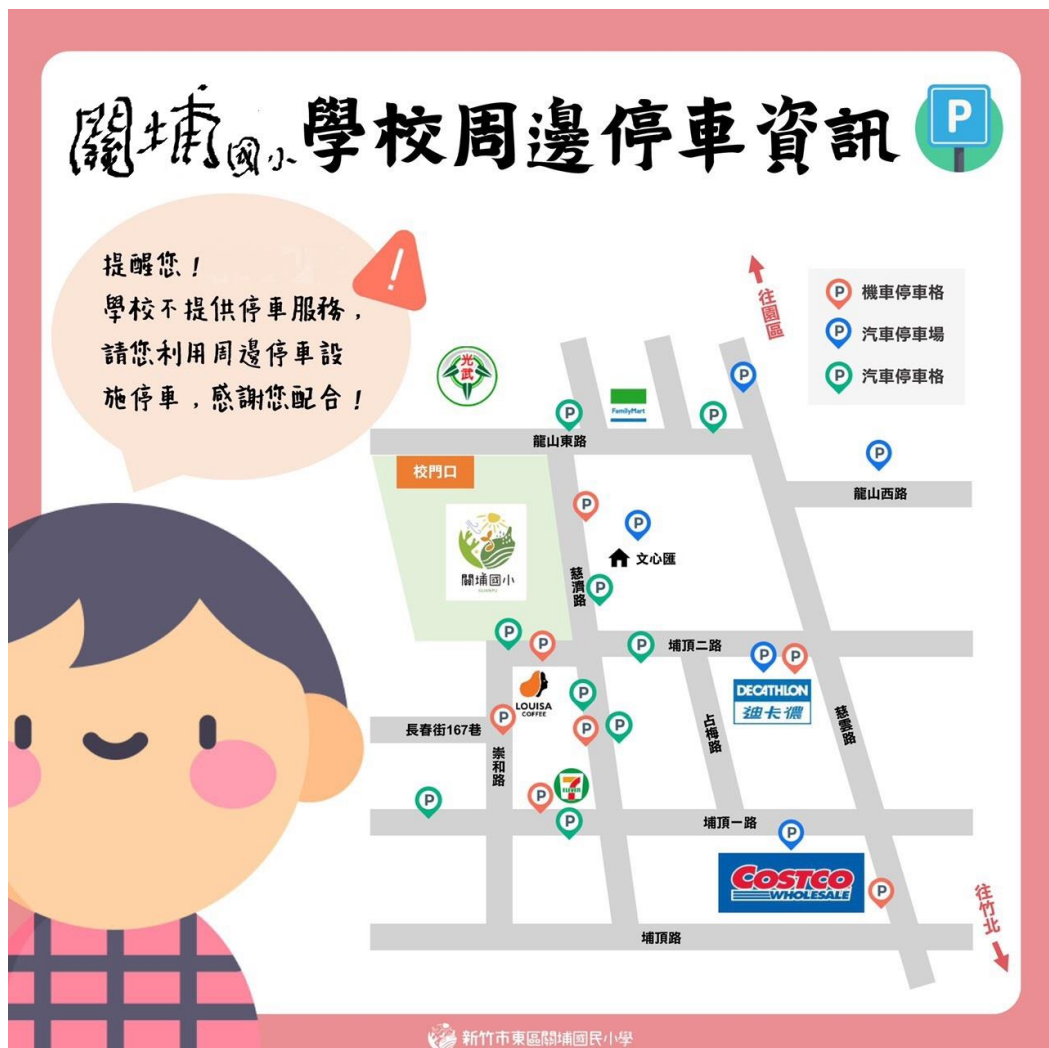 關埔國小學校周邊停車資訊
P
提醒您！
學校不提供停車服務，
請您利用周邊停車設
施停車，感謝您配合！
!
往園區
P 機車停車格
P 汽車停車場
P 汽車停車格
光武
FamilyMart
P
P
P
龍山東路
校門口
P
龍山西路
P
P
文心匯
關埔國小
GUANPU
慈濟路
P
P
P
P
埔頂二路
P
P
DECATHLON
迪卡儂
LOUISA
COFFEE
P
P
P
P
長春街167巷
崇和路
占梅路
慈雲路
7
ELEVEN
P
P
P
埔頂一路
P
COSTCO
WHOLESALE
P
往竹北
埔頂路
新竹市東區關埔國民小學